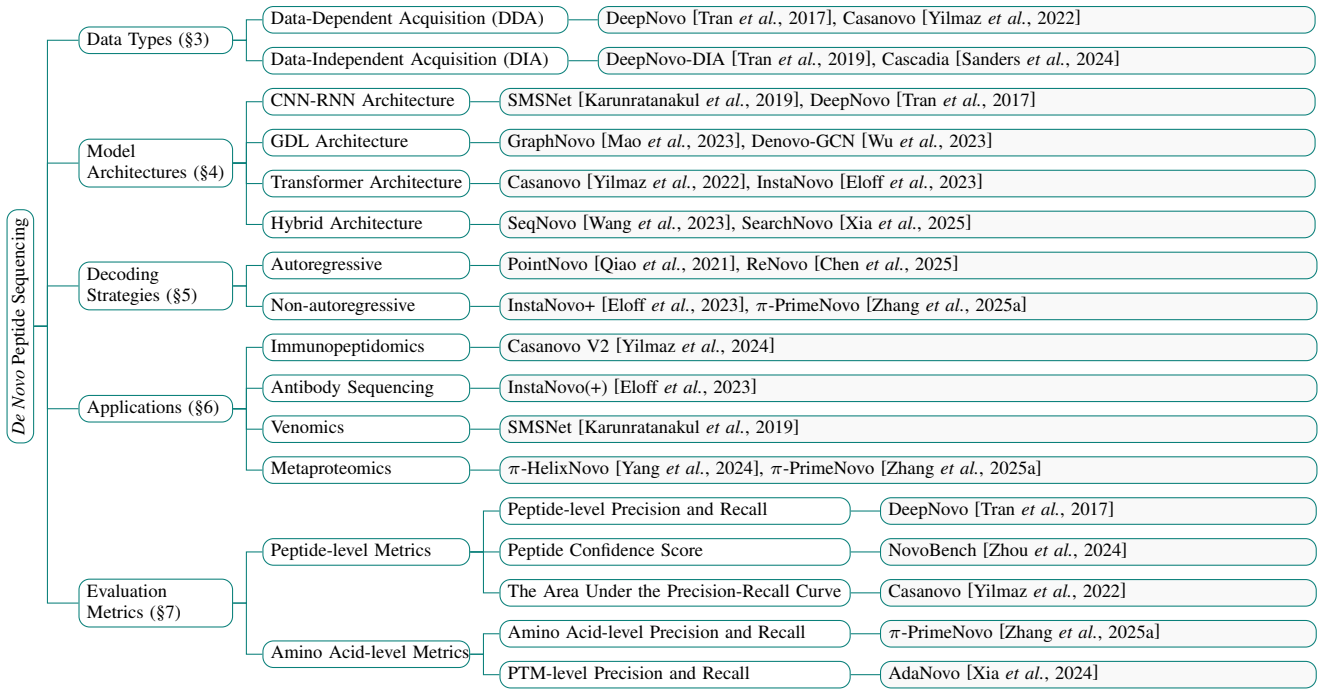 De Novo Peptide Sequencing
Data Types (§3)
Data-Dependent Acquisition (DDA)
DeepNovo [Tran et al., 2017], Casanovo [Yilmaz et al., 2022]
Data-Independent Acquisition (DIA)
DeepNovo-DIA [Tran et al., 2019], Cascadia [Sanders et al., 2024]
Model
Architectures (§4)
CNN-RNN Architecture
SMSNet [Karunratanakul et al., 2019], DeepNovo [Tran et al., 2017]
GDL Architecture
GraphNovo [Mao et al., 2023], Denovo-GCN [Wu et al., 2023]
Transformer Architecture
Casanovo [Yilmaz et al., 2022], InstaNovo [Eloff et al., 2023]
Hybrid Architecture
SeqNovo [Wang et al., 2023], SearchNovo [Xia et al., 2025]
Decoding
Strategies (§5)
Autoregressive
PointNovo [Qiao et al., 2021], ReNovo [Chen et al., 2025]
Non-autoregressive
InstaNovo+ [Eloff et al., 2023], π-PrimeNovo [Zhang et al., 2025a]
Applications (§6)
Immunopeptidomics
Casanovo V2 [Yilmaz et al., 2024]
Antibody Sequencing
InstaNovo(+) [Eloff et al., 2023]
Venomics
SMSNet [Karunratanakul et al., 2019]
Metaproteomics
π-HelixNovo [Yang et al., 2024], π-PrimeNovo [Zhang et al., 2025a]
Evaluation
Metrics (§7)
Peptide-level Metrics
Peptide-level Precision and Recall
DeepNovo [Tran et al., 2017]
Peptide Confidence Score
NovoBench [Zhou et al., 2024]
The Area Under the Precision-Recall Curve
Casanovo [Yilmaz et al., 2022]
Amino Acid-level Metrics
Amino Acid-level Precision and Recall
π-PrimeNovo [Zhang et al., 2025a]
PTM-level Precision and Recall
AdaNovo [Xia et al., 2024]